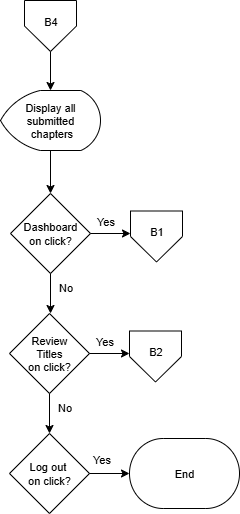 B4
Display all
submitted
chapters
Dashboard
on click?
Yes
B1
No
Review
Titles
on click?
Yes
B2
No
Log out
on click?
Yes
End